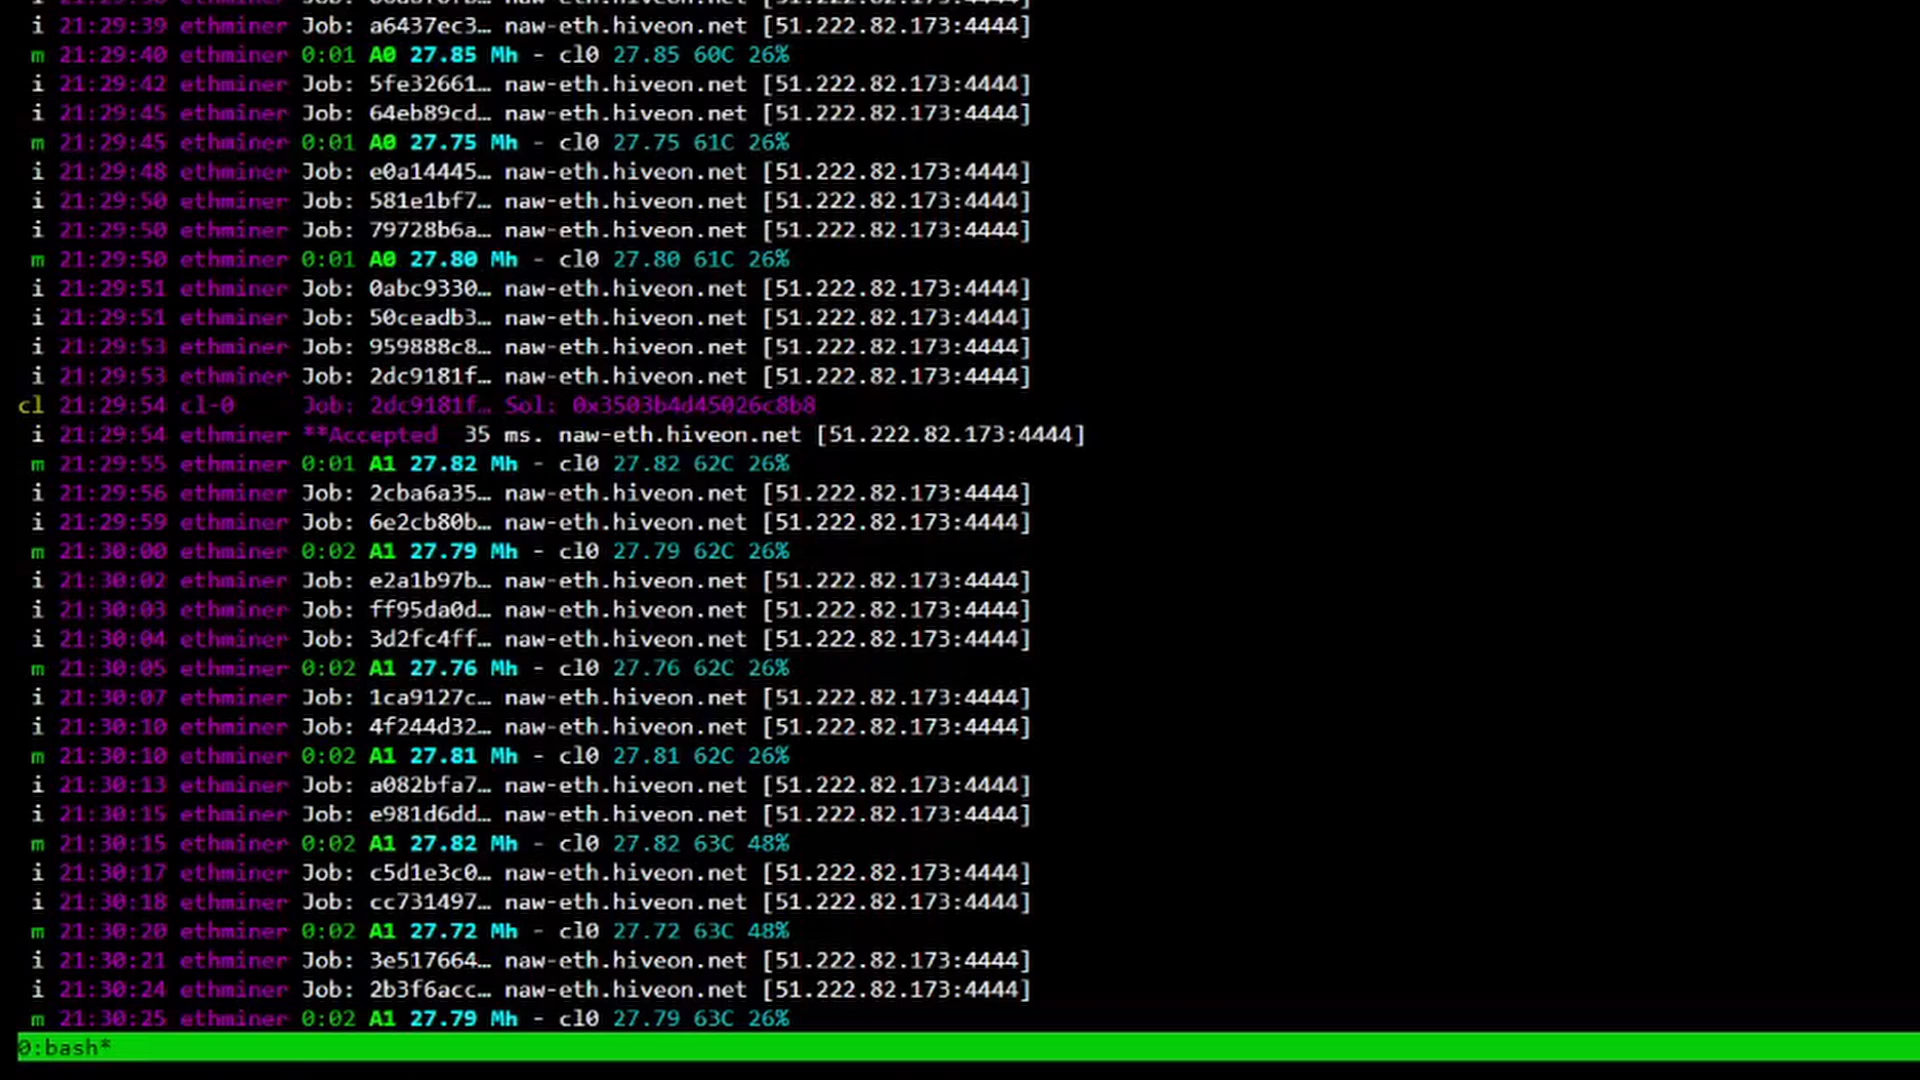 i 21:29:39 ethminer Job: a6437ec3… naw-eth.hiveon.net [51.222.82.173:4444]
m 21:29:40 ethminer 0:01 A0 27.85 Mh - cl0 27.85 60C 26%
i 21:29:42 ethminer Job: 5fe32661… naw-eth.hiveon.net [51.222.82.173:4444]
i 21:29:45 ethminer Job: 64eb89cd… naw-eth.hiveon.net [51.222.82.173:4444]
m 21:29:45 ethminer 0:01 A0 27.75 Mh - cl0 27.75 61C 26%
i 21:29:48 ethminer Job: e0a14445… naw-eth.hiveon.net [51.222.82.173:4444]
i 21:29:50 ethminer Job: 581e1bf7… naw-eth.hiveon.net [51.222.82.173:4444]
i 21:29:50 ethminer Job: 79728b6a… naw-eth.hiveon.net [51.222.82.173:4444]
m 21:29:50 ethminer 0:01 A0 27.80 Mh - cl0 27.80 61C 26%
i 21:29:51 ethminer Job: 0abc9330… naw-eth.hiveon.net [51.222.82.173:4444]
i 21:29:51 ethminer Job: 50ceadb3… naw-eth.hiveon.net [51.222.82.173:4444]
i 21:29:53 ethminer Job: 959888c8… naw-eth.hiveon.net [51.222.82.173:4444]
i 21:29:53 ethminer Job: 2dc9181f… naw-eth.hiveon.net [51.222.82.173:4444]
cl 21:29:54 cl-0 Job: 2dc9181f… Sol: 0x3503b4d45026c8b8
i 21:29:54 ethminer **Accepted 35 ms. naw-eth.hiveon.net [51.222.82.173:4444]
m 21:29:55 ethminer 0:01 A1 27.82 Mh - cl0 27.82 62C 26%
i 21:29:56 ethminer Job: 2cba6a35… naw-eth.hiveon.net [51.222.82.173:4444]
i 21:29:59 ethminer Job: 6e2cb80b… naw-eth.hiveon.net [51.222.82.173:4444]
m 21:30:00 ethminer 0:02 A1 27.79 Mh - cl0 27.79 62C 26%
i 21:30:02 ethminer Job: e2a1b97b… naw-eth.hiveon.net [51.222.82.173:4444]
i 21:30:03 ethminer Job: ff95da0d… naw-eth.hiveon.net [51.222.82.173:4444]
i 21:30:04 ethminer Job: 3d2fc4ff… naw-eth.hiveon.net [51.222.82.173:4444]
m 21:30:05 ethminer 0:02 A1 27.76 Mh - cl0 27.76 62C 26%
i 21:30:07 ethminer Job: 1ca9127c… naw-eth.hiveon.net [51.222.82.173:4444]
i 21:30:10 ethminer Job: 4f244d32… naw-eth.hiveon.net [51.222.82.173:4444]
m 21:30:10 ethminer 0:02 A1 27.81 Mh - cl0 27.81 62C 26%
i 21:30:13 ethminer Job: a082bfa7… naw-eth.hiveon.net [51.222.82.173:4444]
i 21:30:15 ethminer Job: e981d6dd… naw-eth.hiveon.net [51.222.82.173:4444]
m 21:30:15 ethminer 0:02 A1 27.82 Mh - cl0 27.82 63C 48%
i 21:30:17 ethminer Job: c5d1e3c0… naw-eth.hiveon.net [51.222.82.173:4444]
i 21:30:18 ethminer Job: cc731497… naw-eth.hiveon.net [51.222.82.173:4444]
m 21:30:20 ethminer 0:02 A1 27.72 Mh - cl0 27.72 63C 48%
i 21:30:21 ethminer Job: 3e517664… naw-eth.hiveon.net [51.222.82.173:4444]
i 21:30:24 ethminer Job: 2b3f6acc… naw-eth.hiveon.net [51.222.82.173:4444]
m 21:30:25 ethminer 0:02 A1 27.79 Mh - cl0 27.79 63C 26%
0:bash*